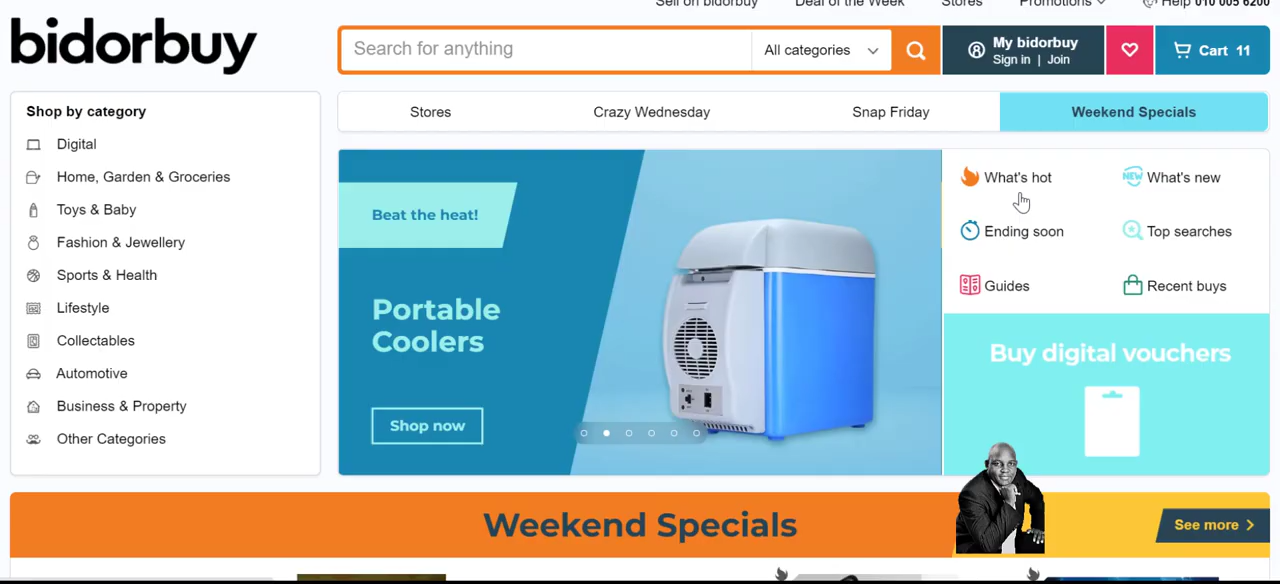 Sell on bidorbuy
Deal of the Week
Stores
Promotions
Help 010 005 6200
bidorbuy
Search for anything
All categories
My bidorbuy
Sign in | Join
Cart 11
Shop by category
Digital
Home, Garden & Groceries
Toys & Baby
Fashion & Jewellery
Sports & Health
Lifestyle
Collectables
Automotive
Business & Property
Other Categories
Stores
Crazy Wednesday
Snap Friday
Weekend Specials
Beat the heat!
Portable
Coolers
Shop now
What's hot
NEW What's new
Ending soon
Top searches
Guides
Recent buys
Buy digital vouchers
Weekend Specials
See more